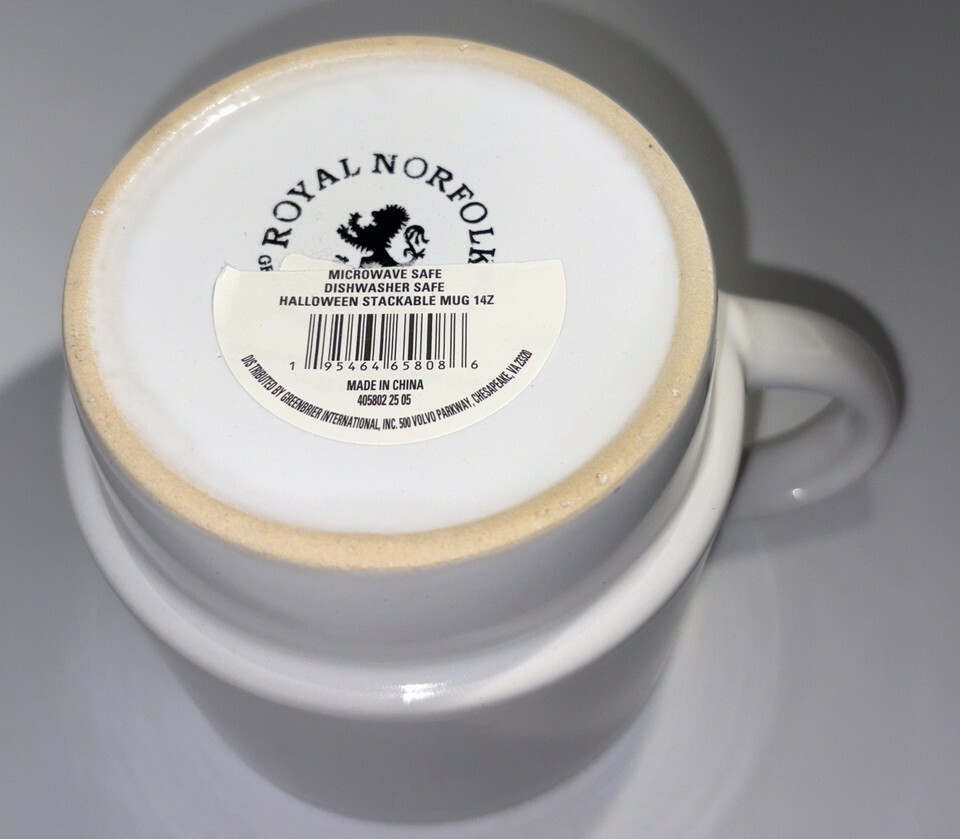 ROYAL NORFOLK
MICROWAVE SAFE
DISHWASHER SAFE
HALLOWEEN STACKABLE MUG 14Z
1 95464 65808 6
MADE IN CHINA
405802 25 05
DISTRIBUTED BY GREENBRIER INTERNATIONAL, INC. 500 VOLVO PARKWAY, CHESAPEAKE, VA 23320